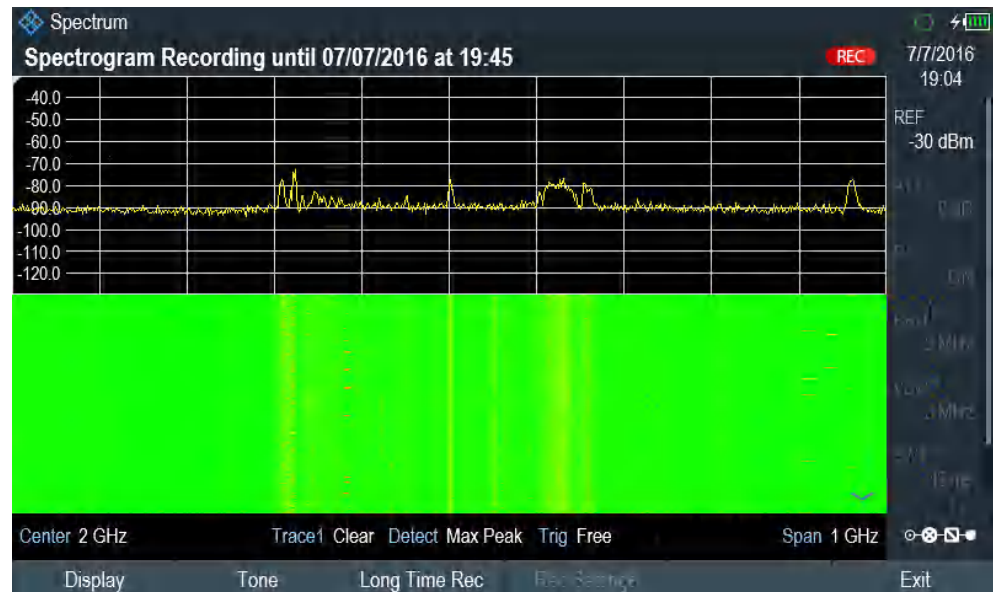 Spectrum
Spectrogram Recording until 07/07/2016 at 19:45
REC
7/7/2016
19:04
-40.0
-50.0
-60.0
-70.0
-80.0
-90.0
-100.0
-110.0
-120.0
REF
-30 dBm
Center 2 GHz
Trace1 Clear
Detect Max Peak
Trig Free
Span 1 GHz
Display
Tone
Long Time Rec
Exit